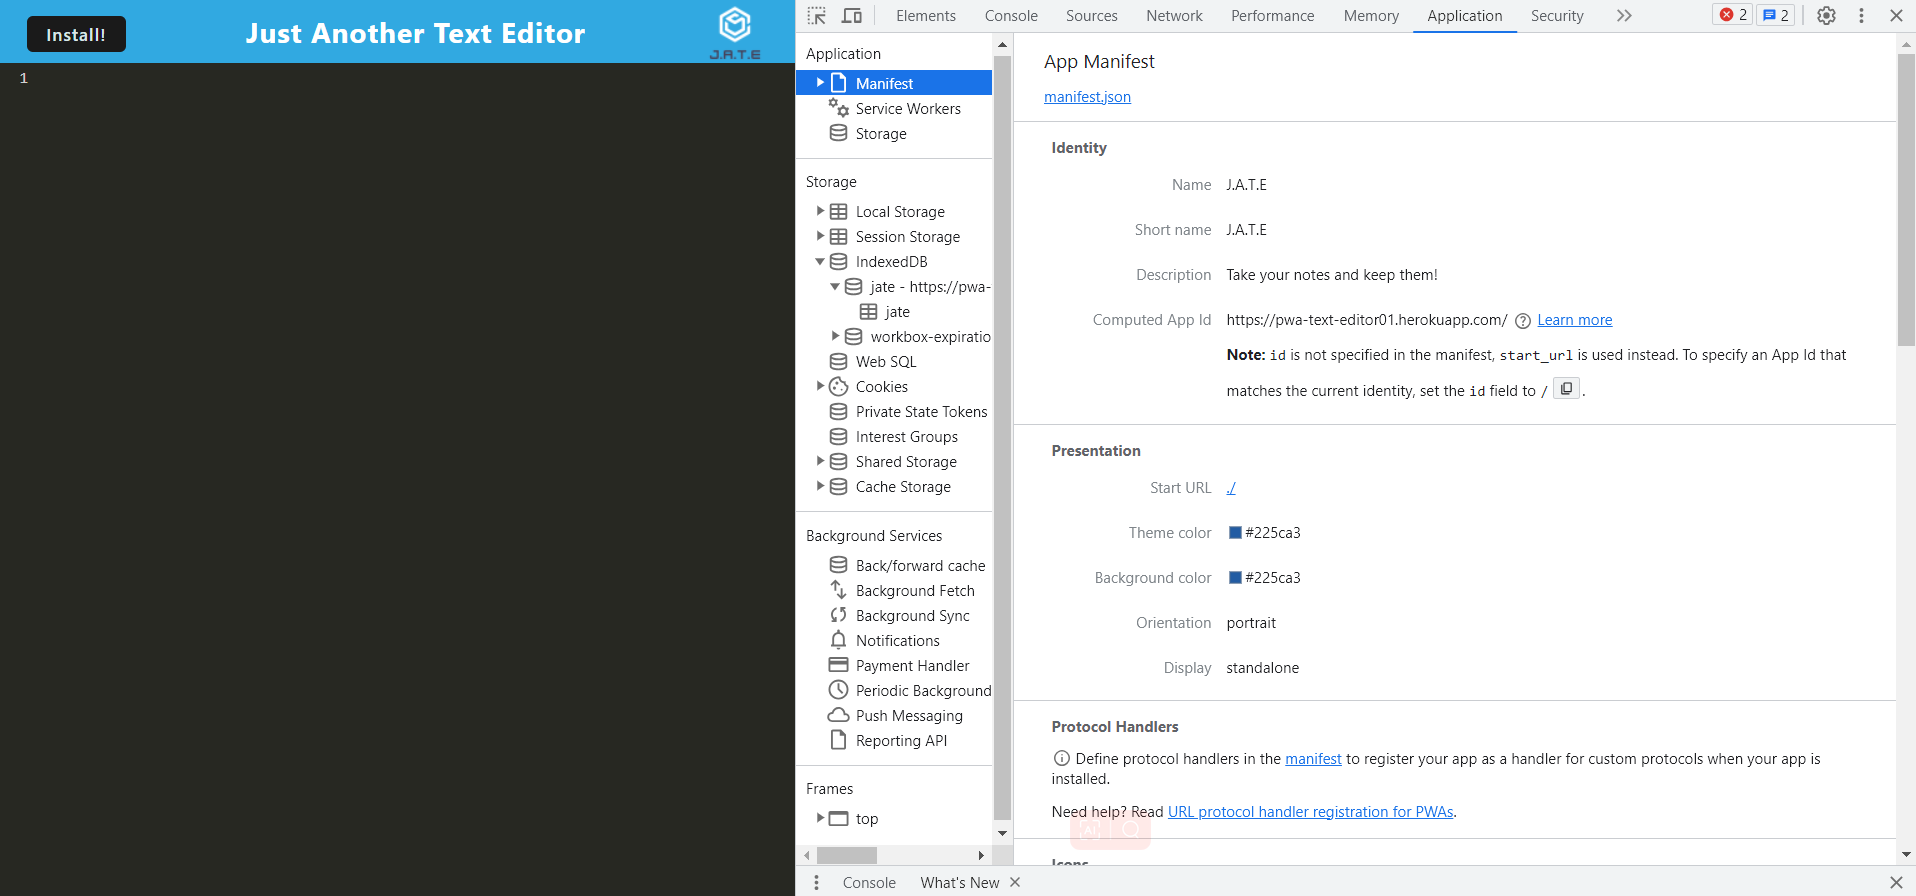 Install!
Just Another Text Editor
J.A.T.E
1
Elements Console Sources Network Performance Memory Application Security 2 2
Application
Manifest
Service Workers
Storage
Storage
Local Storage
Session Storage
IndexedDB
jate - https://pwa-
jate
workbox-expiratio
Web SQL
Cookies
Private State Tokens
Interest Groups
Shared Storage
Cache Storage
Background Services
Back/forward cache
Background Fetch
Background Sync
Notifications
Payment Handler
Periodic Background
Push Messaging
Reporting API
Frames
top
App Manifest
manifest.json
Identity
Name J.A.T.E
Short name J.A.T.E
Description Take your notes and keep them!
Computed App Id https://pwa-text-editor01.herokuapp.com/ Learn more
Note: id is not specified in the manifest, start_url is used instead. To specify an App Id that
matches the current identity, set the id field to / .
Presentation
Start URL ./
Theme color #225ca3
Background color #225ca3
Orientation portrait
Display standalone
Protocol Handlers
Define protocol handlers in the manifest to register your app as a handler for custom protocols when your app is
installed.
Need help? Read URL protocol handler registration for PWAs.
AI
Icons
Console What's New